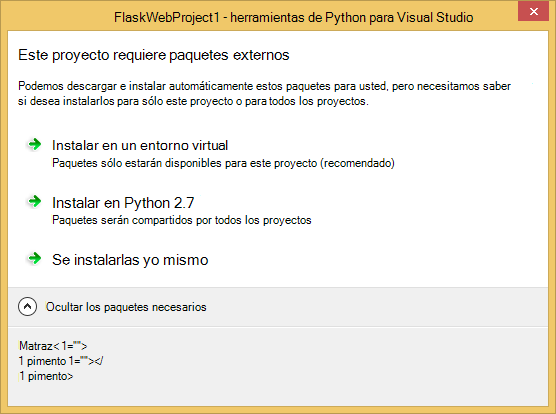 FlaskWebProject1 - herramientas de Python para Visual Studio
Este proyecto requiere paquetes externos
Podemos descargar e instalar automáticamente estos paquetes para usted, pero necesitamos saber
si desea instalarlos para sólo este proyecto o para todos los proyectos.
Instalar en un entorno virtual
Paquetes sólo estarán disponibles para este proyecto (recomendado)
Instalar en Python 2.7
Paquetes serán compartidos por todos los proyectos
Se instalarlas yo mismo
Ocultar los paquetes necesarios
Matraz< 1="">
1 pimento 1=""></
1 pimento>